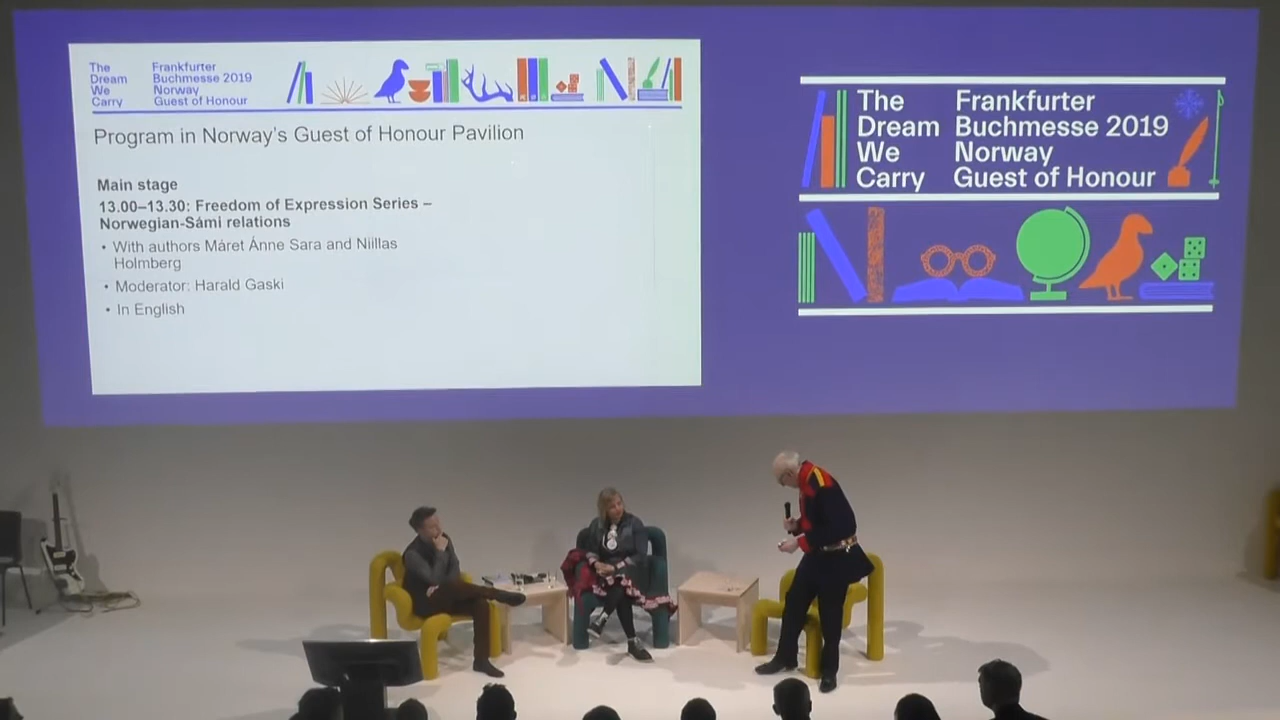 The
Dream
We
Carry
Frankfurter
Buchmesse 2019
Norway
Guest of Honour
Program in Norway's Guest of Honour Pavilion
Main stage
13.00–13.30: Freedom of Expression Series –
Norwegian-Sámi relations
• With authors Máret Ánne Sara and Niillas
Holmberg
• Moderator: Harald Gaski
• In English
The
Dream
We
Carry
Frankfurter
Buchmesse 2019
Norway
Guest of Honour